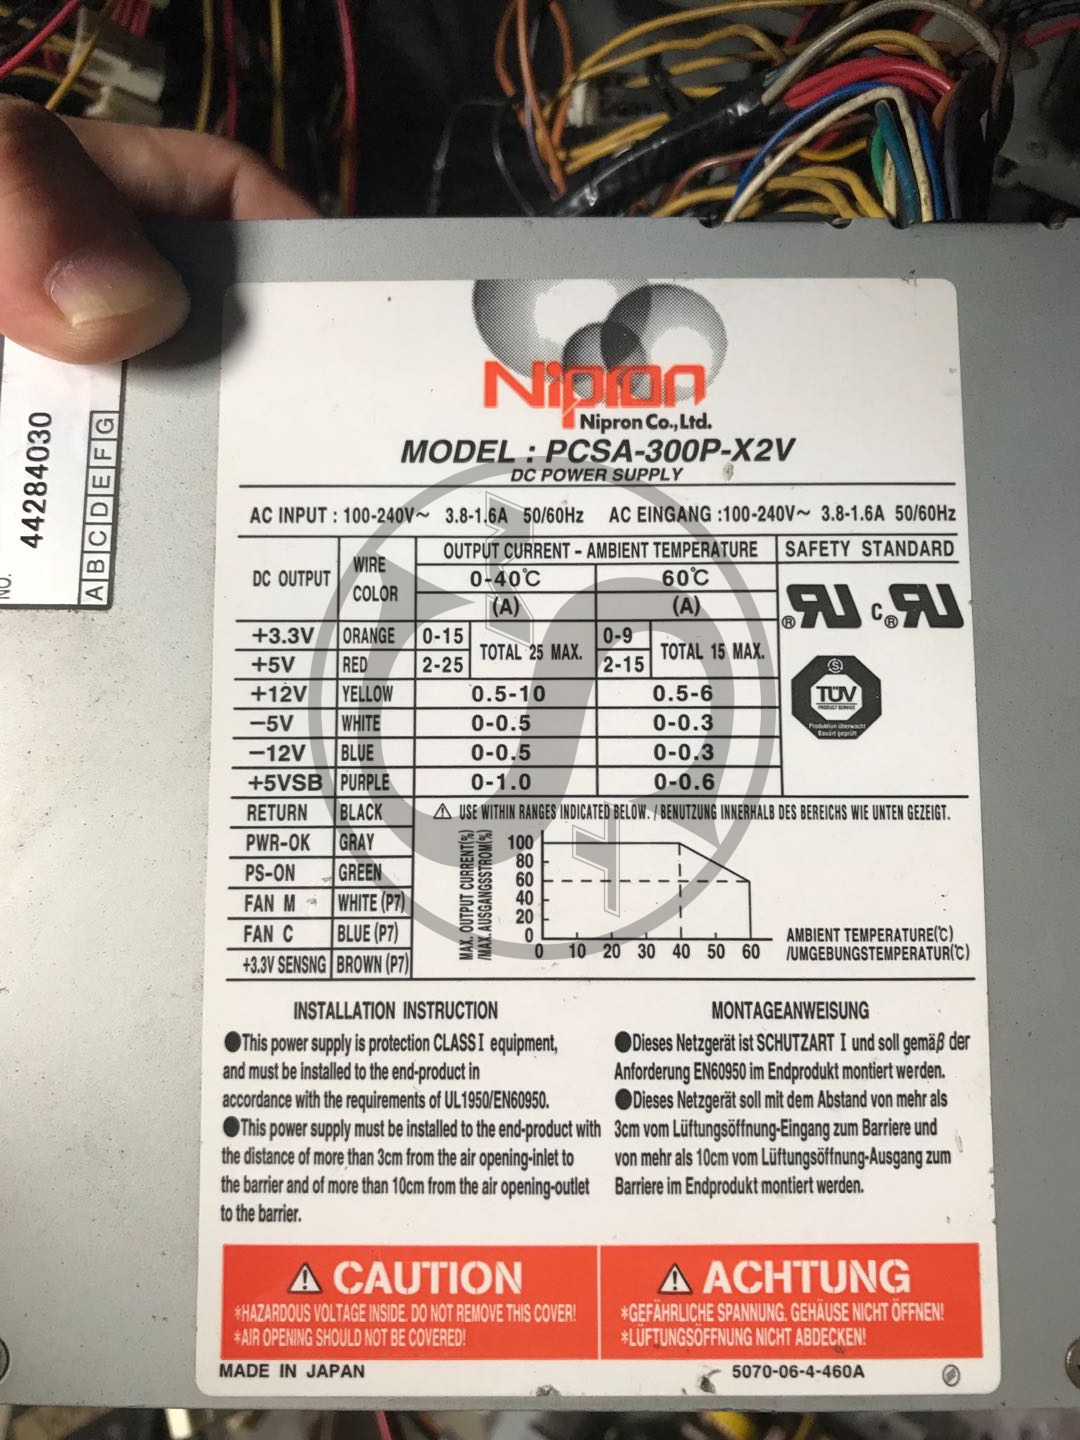 NO.
44284030
A B C D E F G
Nipron
Nipron Co.,Ltd.
MODEL : PCSA-300P-X2V
DC POWER SUPPLY
AC INPUT : 100-240V~ 3.8-1.6A 50/60Hz AC EINGANG :100-240V~ 3.8-1.6A 50/60Hz
DC OUTPUT WIRE COLOR OUTPUT CURRENT - AMBIENT TEMPERATURE SAFETY STANDARD
0-40℃ 60℃
(A) (A)
+3.3V ORANGE 0-15 TOTAL 25 MAX. 0-9 TOTAL 15 MAX.
+5V RED 2-25 2-15
+12V YELLOW 0.5-10 0.5-6
-5V WHITE 0-0.5 0-0.3
-12V BLUE 0-0.5 0-0.3
+5VSB PURPLE 0-1.0 0-0.6
RU ® C RU ®
S
TÜV
PRODUCT SERVICE
Produktion überwacht
Bauart geprüft
RETURN BLACK
PWR-OK GRAY
PS-ON GREEN
FAN M WHITE (P7)
FAN C BLUE (P7)
+3.3V SENSNG BROWN (P7)
⚠ USE WITHIN RANGES INDICATED BELOW. / BENUTZUNG INNERHALB DES BEREICHS WIE UNTEN GEZEIGT.
MAX. OUTPUT CURRENT(%)
/MAX. AUSGANGSSTROM(%)
100
80
60
40
20
0
0 10 20 30 40 50 60
AMBIENT TEMPERATURE(℃)
/UMGEBUNGSTEMPERATUR(℃)
INSTALLATION INSTRUCTION
●This power supply is protection CLASS I equipment,
and must be installed to the end-product in
accordance with the requirements of UL1950/EN60950.
●This power supply must be installed to the end-product with
the distance of more than 3cm from the air opening-inlet to
the barrier and of more than 10cm from the air opening-outlet
to the barrier.
MONTAGEANWEISUNG
●Dieses Netzgerät ist SCHUTZART I und soll gemäβ der
Anforderung EN60950 im Endprodukt montiert werden.
●Dieses Netzgerät soll mit dem Abstand von mehr als
3cm vom Lüftungsöffnung-Eingang zum Barriere und
von mehr als 10cm vom Lüftungsöffnung-Ausgang zum
Barriere im Endprodukt montiert werden.
⚠ CAUTION
*HAZARDOUS VOLTAGE INSIDE. DO NOT REMOVE THIS COVER!
*AIR OPENING SHOULD NOT BE COVERED!
⚠ ACHTUNG
*GEFÄHRLICHE SPANNUNG. GEHÄUSE NICHT ÖFFNEN!
*LÜFTUNGSÖFFNUNG NICHT ABDECKEN!
MADE IN JAPAN
5070-06-4-460A